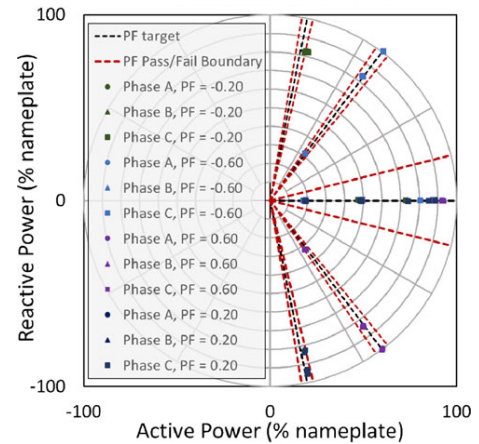 100
PF target
PF Pass/Fail Boundary
Phase A, PF = -0.20
Phase B, PF = -0.20
Phase C, PF = -0.20
Phase A, PF = -0.60
Phase B, PF = -0.60
Phase C, PF = -0.60
Phase A, PF = 0.60
Phase B, PF = 0.60
Phase C, PF = 0.60
Phase A, PF = 0.20
Phase B, PF = 0.20
Phase C, PF = 0.20
Reactive Power (% nameplate)
0
-100
-100
0
100
Active Power (% nameplate)